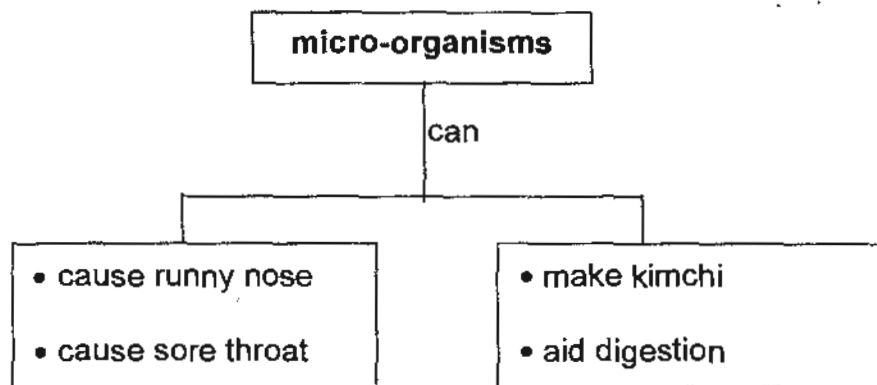 micro-organisms
can
• cause runny nose
• cause sore throat
• make kimchi
• aid digestion